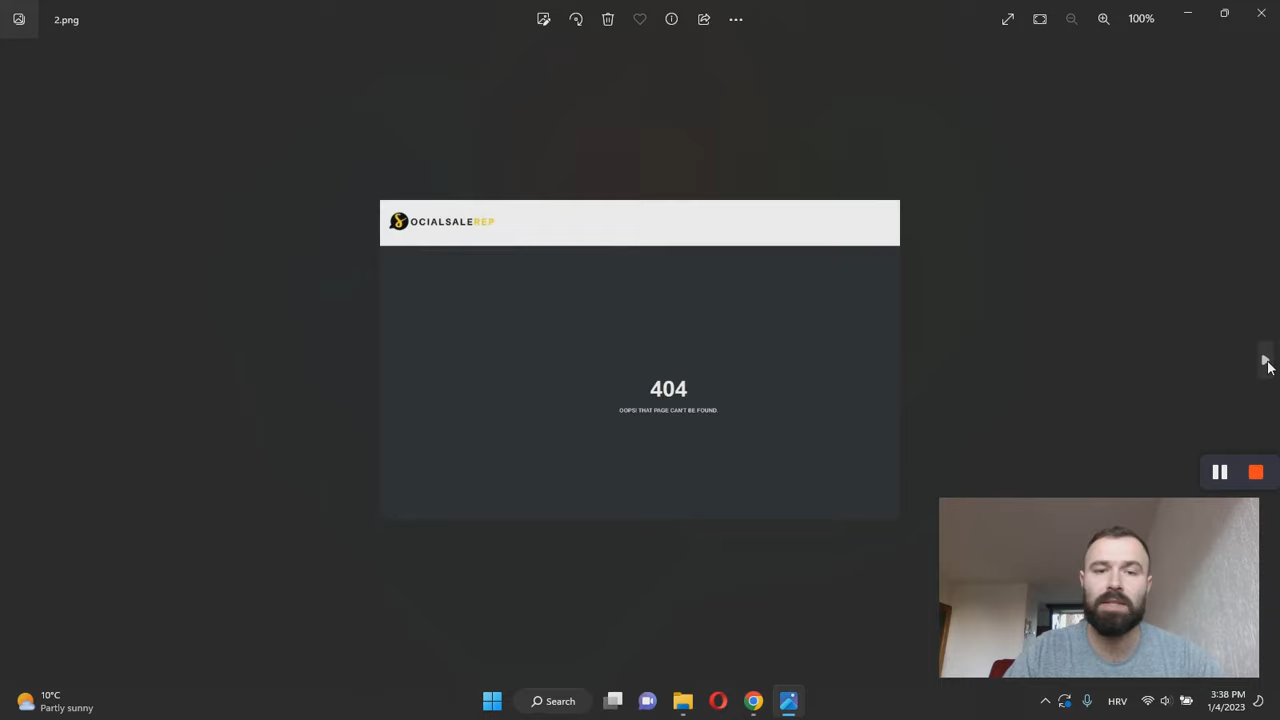 2.png
100%
OCIALSALEREP
404
OOPS! THAT PAGE CAN'T BE FOUND.
10°C
Partly sunny
Search
HRV
3:38 PM
1/4/2023